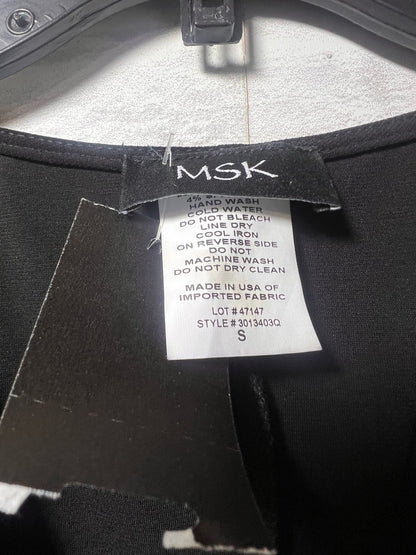 MSK
4%
HAND WASH
COLD WATER
DO NOT BLEACH
LINE DRY
COOL IRON
ON REVERSE SIDE
DO NOT
MACHINE WASH
DO NOT DRY CLEAN
MADE IN USA OF
IMPORTED FABRIC
LOT # 47147
STYLE # 3013403Q
S